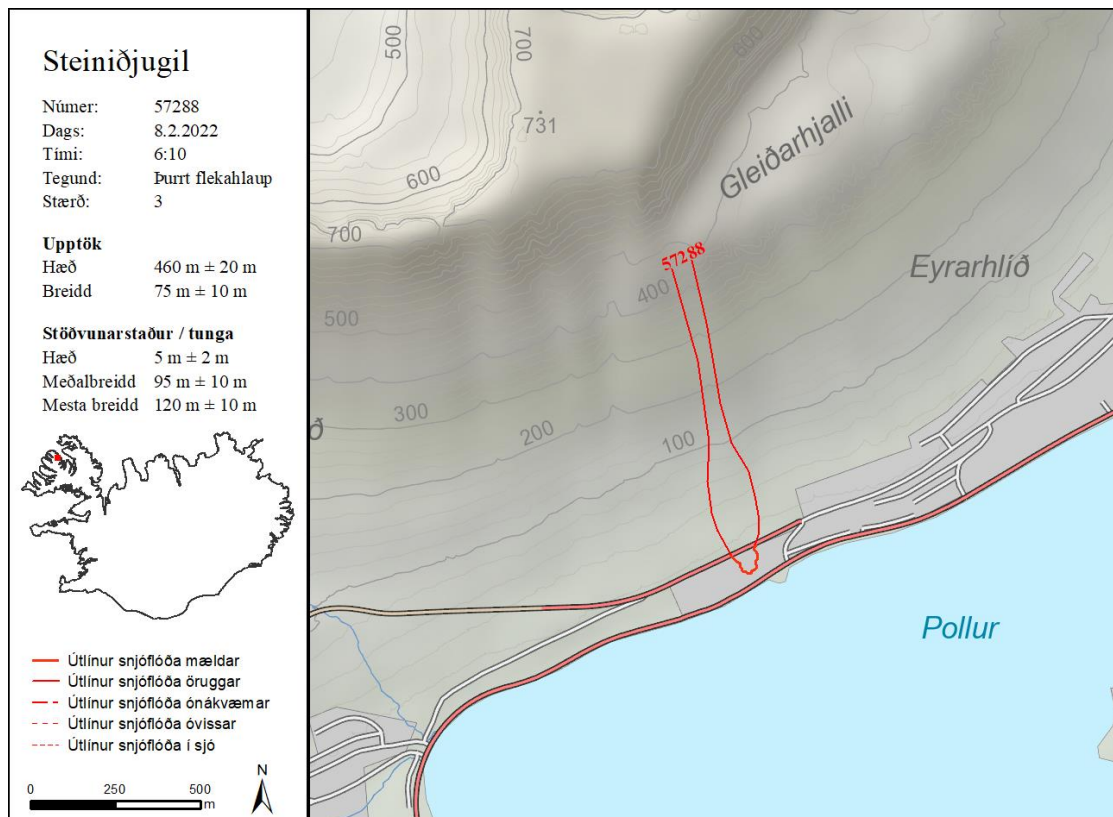 Steiniðjugil
Númer: 57288
Dags: 8.2.2022
Tími: 6:10
Tegund: Þurrt flekahlaup
Stærð: 3
Upptök
Hæð 460 m ± 20 m
Breidd 75 m ± 10 m
Stöðvunarstaður / tunga
Hæð 5 m ± 2 m
Meðalbreidd 95 m ± 10 m
Mesta breidd 120 m ± 10 m
Útlínur snjóflóða mældar
Útlínur snjóflóða öruggar
Útlínur snjóflóða ónákvæmar
Útlínur snjóflóða óvissar
Útlínur snjóflóða í sjó
0 250 500
m
N
500
700
600
731
600
700
Gleiðarhjalli
57288
400
500
Eyrarhlíð
300
200
100
ð
Pollur